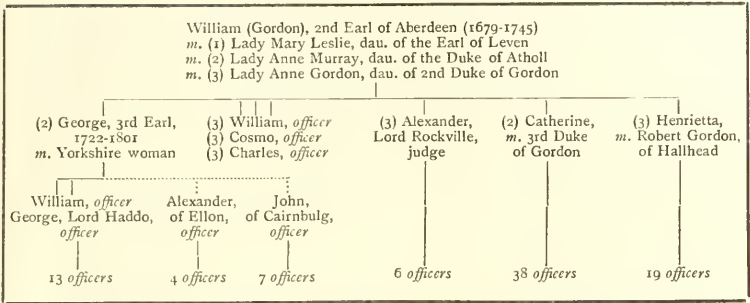 William (Gordon), 2nd Earl of Aberdeen (1679-1745)
m. (1) Lady Mary Leslie, dau. of the Earl of Leven
m. (2) Lady Anne Murray, dau. of the Duke of Atholl
m. (3) Lady Anne Gordon, dau. of 2nd Duke of Gordon
(2) George, 3rd Earl,
1722-1801
m. Yorkshire woman
(3) William, officer
(3) Cosmo, officer
(3) Charles, officer
(3) Alexander,
Lord Rockville,
judge
(2) Catherine,
m. 3rd Duke
of Gordon
(3) Henrietta,
m. Robert Gordon,
of Hallhead
William, officer
George, Lord Haddo,
officer
Alexander,
of Ellon,
officer
John,
of Cairnbulg,
officer
13 officers
4 officers
7 officers
6 officers
38 officers
19 officers